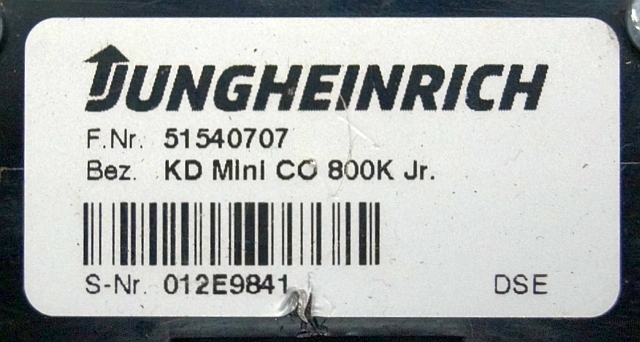 JUNGHEINRICH
F.Nr. 51540707
Bez. KD Mini CO 800K Jr.
S-Nr. 012E9841 DSE